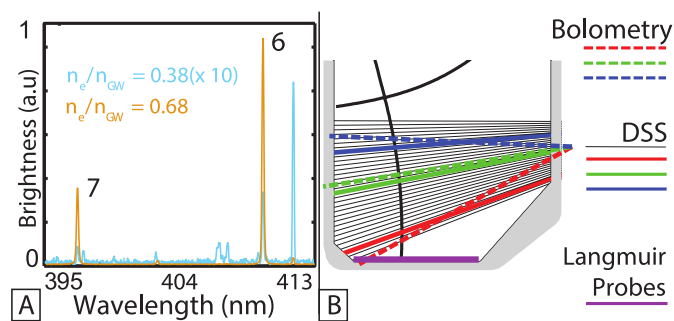 1
6
n_e/n_GW = 0.38(x 10)
n_e/n_GW = 0.68
7
Brightness (a.u)
0
395
404
413
Wavelength (nm)
A
B
Bolometry
DSS
Langmuir
Probes